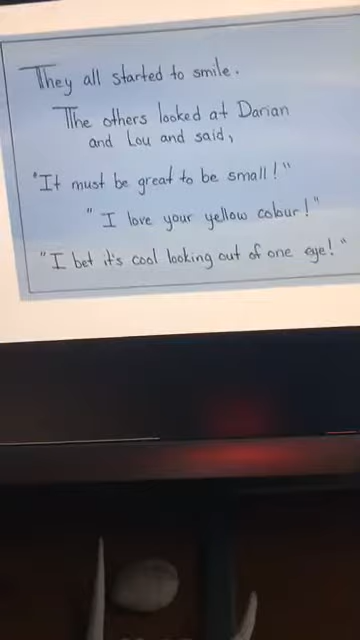 They all started to smile.
The others looked at Darian
and Lou and said,
"It must be great to be small!"
"I love your yellow colour!"
"I bet it's cool looking out of one eye!"